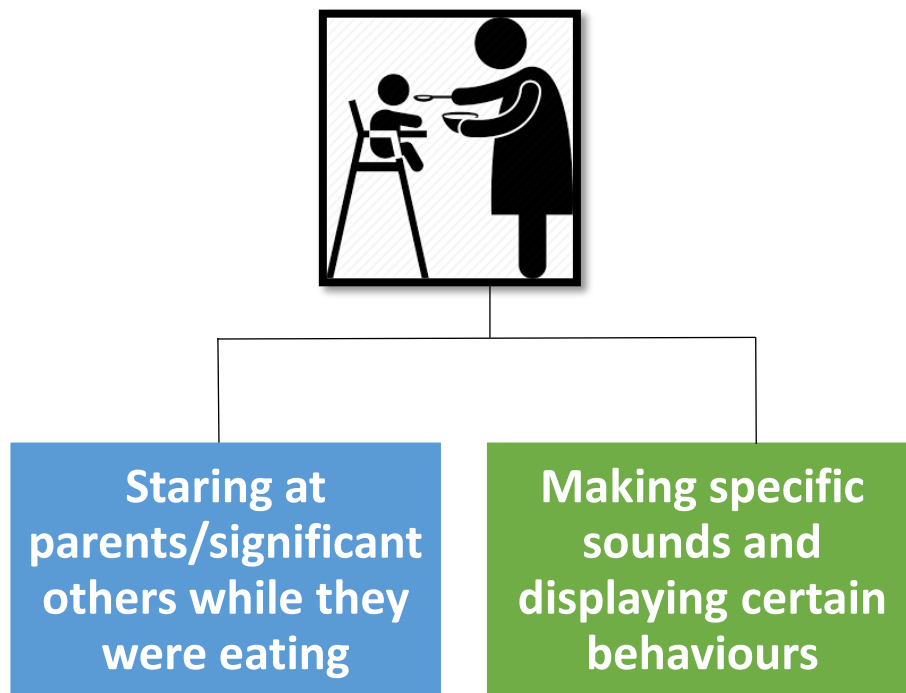 Staring at
parents/significant
others while they
were eating
Making specific
sounds and
displaying certain
behaviours